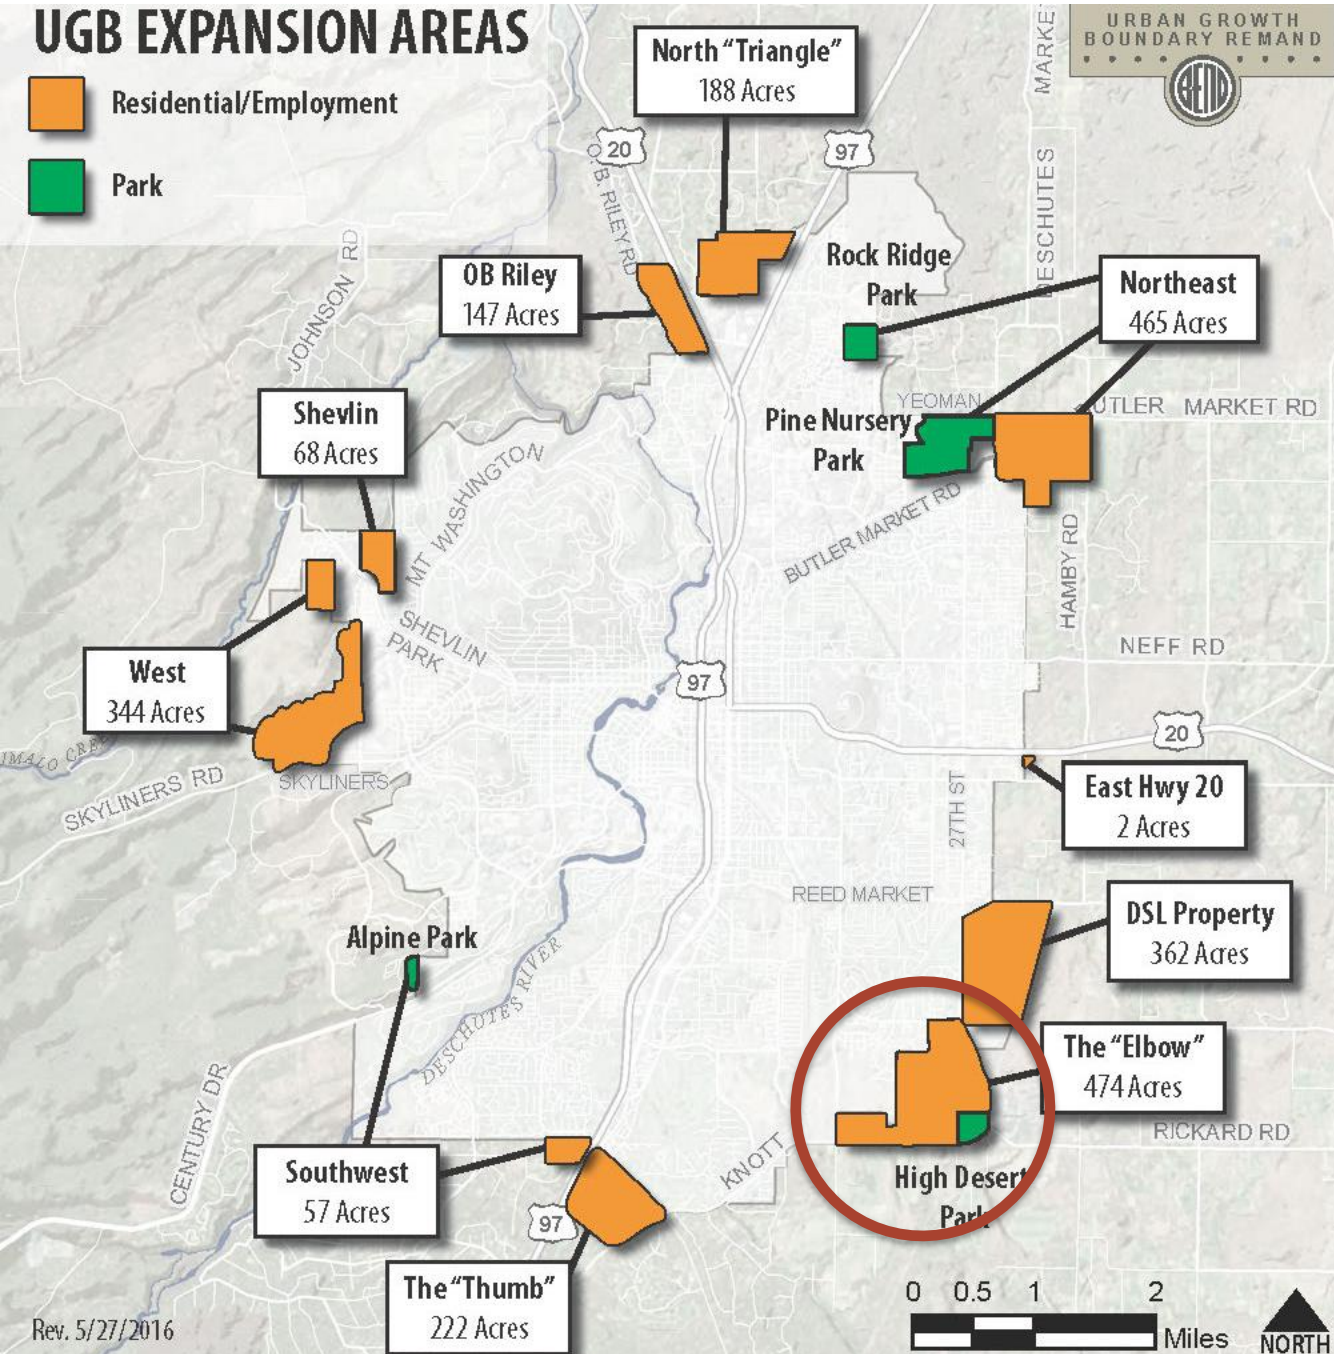 UGB EXPANSION AREAS
Residential/Employment
Park
URBAN GROWTH
BOUNDARY REMAND
BEND
North “Triangle”
188 Acres
MARKE
DESCHUTES
20
97
O. B. RILEY RD
JOHNSON RD
OB Riley
147 Acres
Rock Ridge
Park
Northeast
465 Acres
Shevlin
68 Acres
YEOMAN
UTLER MARKET RD
Pine Nursery
Park
BUTLER MARKET RD
MT WASHINGTON
HAMBY RD
SHEVLIN
PARK
NEFF RD
West
344 Acres
97
20
IMALO CREE
SKYLINERS RD
SKYLINERS
East Hwy 20
2 Acres
27TH ST
REED MARKET
DSL Property
362 Acres
Alpine Park
DESCHUTES RIVER
The “Elbow”
474 Acres
CENTURY DR
RICKARD RD
KNOTT
High Desert
Park
Southwest
57 Acres
97
The “Thumb”
222 Acres
0 0.5 1 2
Miles
NORTH
Rev. 5/27/2016